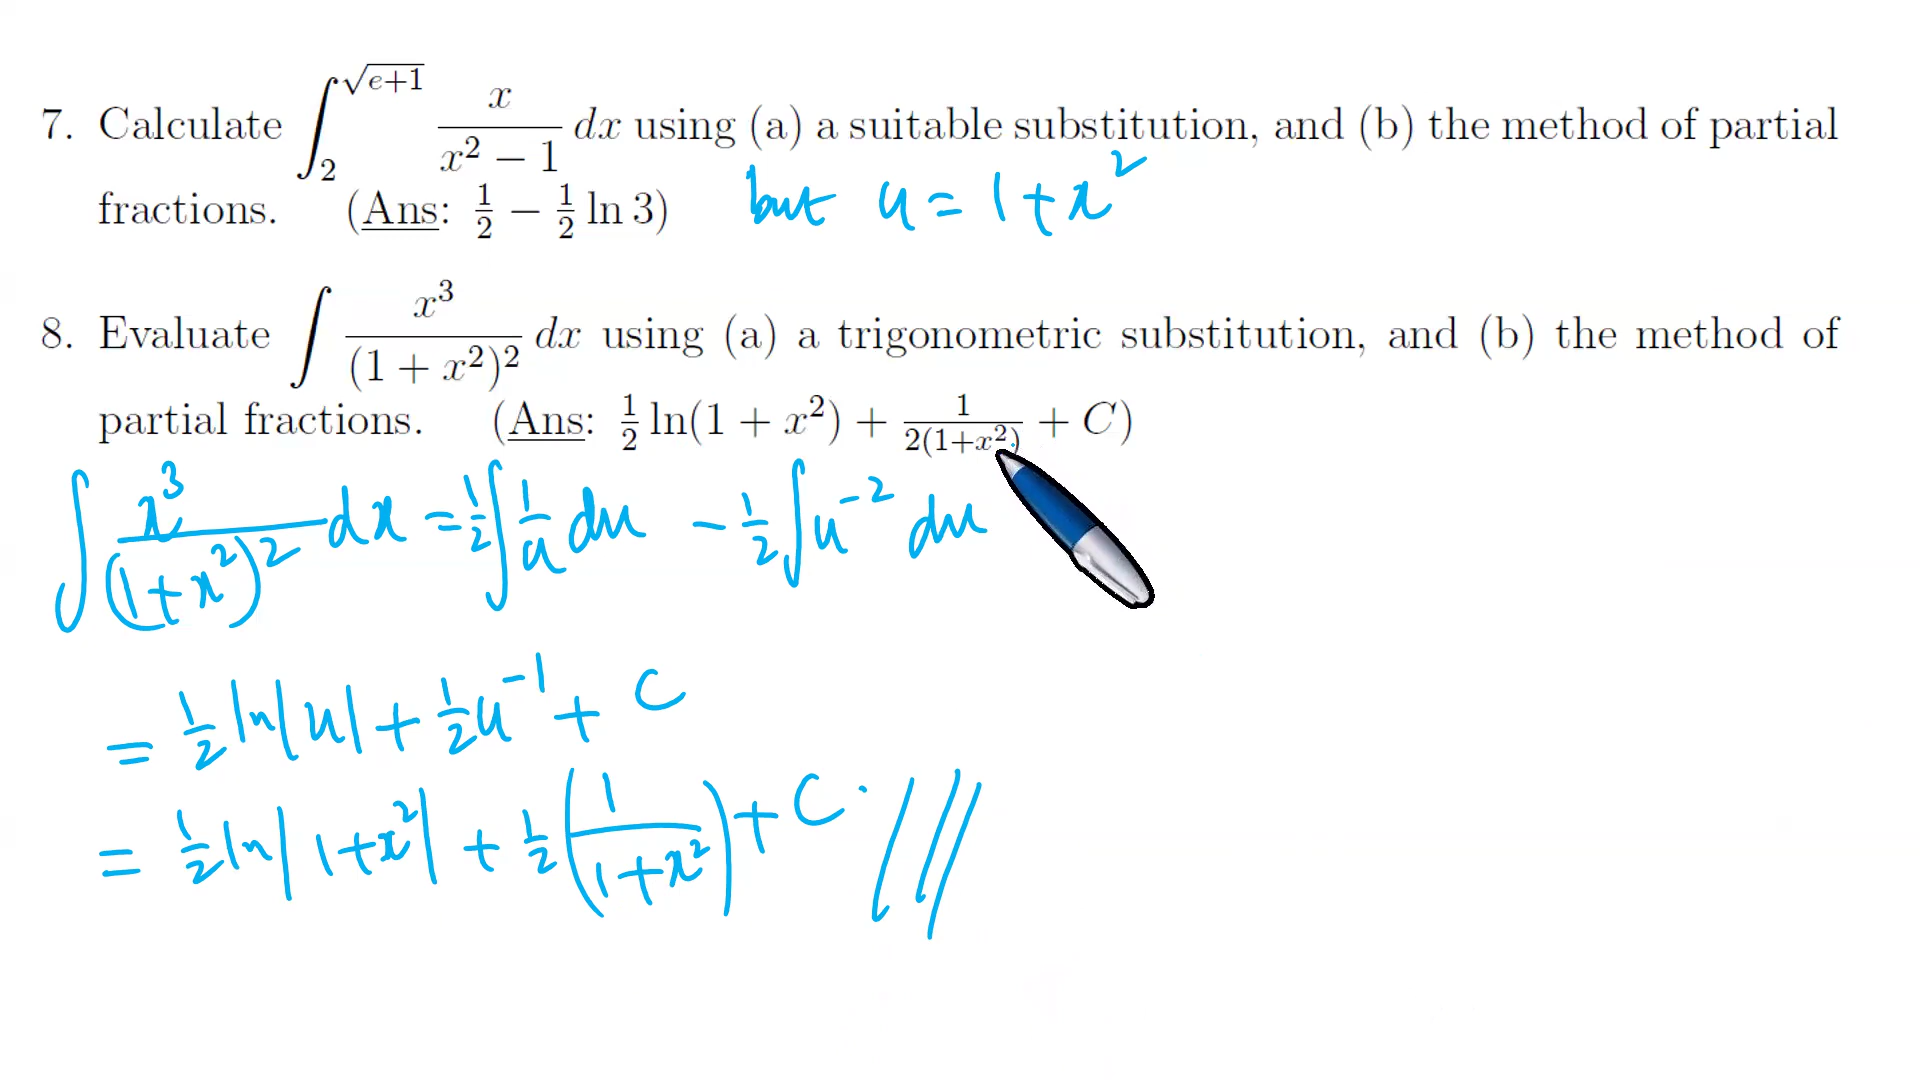 7. Calculate ∫_2^{√(e+1)} x/(x² − 1) dx using (a) a suitable substitution, and (b) the method of partial
fractions. (Ans: 1/2 − 1/2 ln 3) but u = 1+x²
8. Evaluate ∫ x³/(1 + x²)² dx using (a) a trigonometric substitution, and (b) the method of
partial fractions. (Ans: 1/2 ln(1 + x²) + 1/(2(1+x²)) + C)
∫ x³/(1+x²)² dx = 1/2 ∫ 1/u du − 1/2 ∫ u⁻² du
= 1/2 ln|u| + 1/2 u⁻¹ + C
= 1/2 ln|1+x²| + 1/2 (1/(1+x²)) + C.